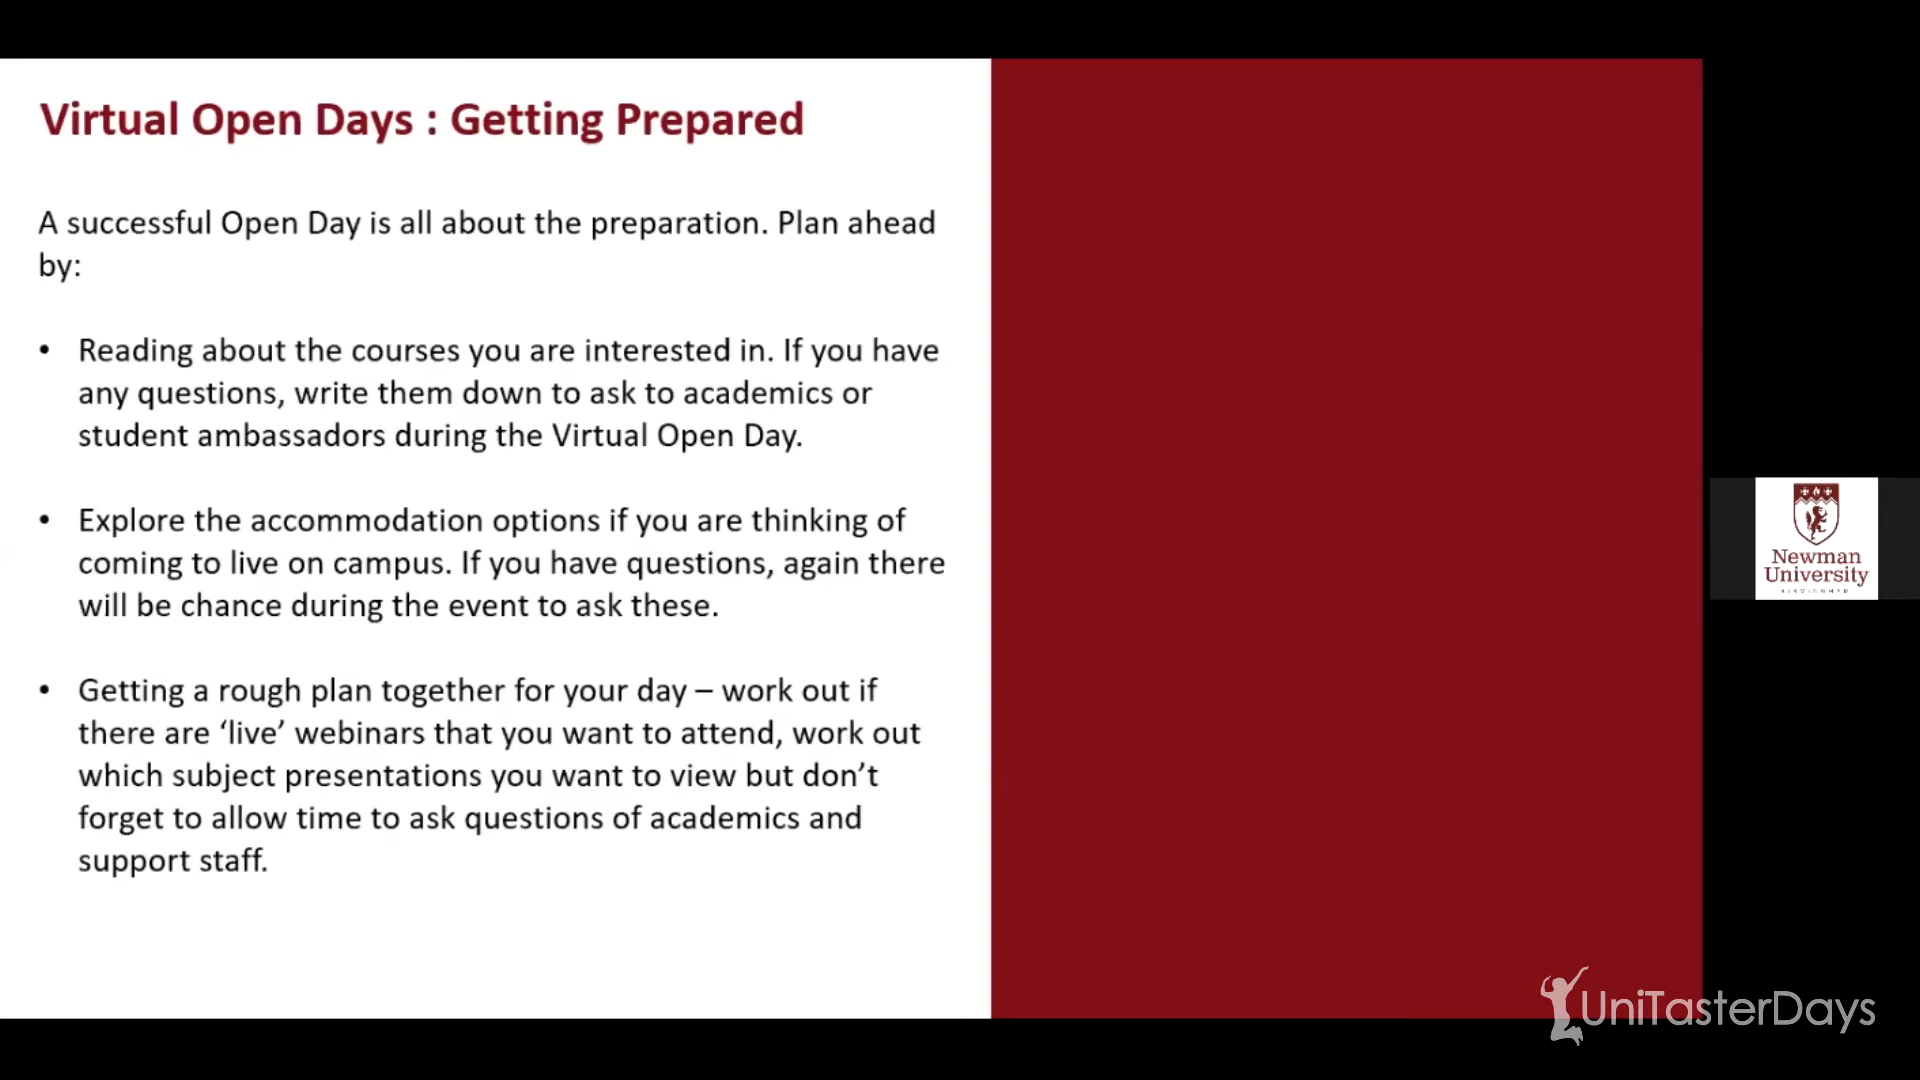 Virtual Open Days : Getting Prepared
A successful Open Day is all about the preparation. Plan ahead
by:
• Reading about the courses you are interested in. If you have
any questions, write them down to ask to academics or
student ambassadors during the Virtual Open Day.
• Explore the accommodation options if you are thinking of
coming to live on campus. If you have questions, again there
will be chance during the event to ask these.
• Getting a rough plan together for your day – work out if
there are ‘live’ webinars that you want to attend, work out
which subject presentations you want to view but don’t
forget to allow time to ask questions of academics and
support staff.
Newman
University
BIRMINGHAM
UniTasterDays